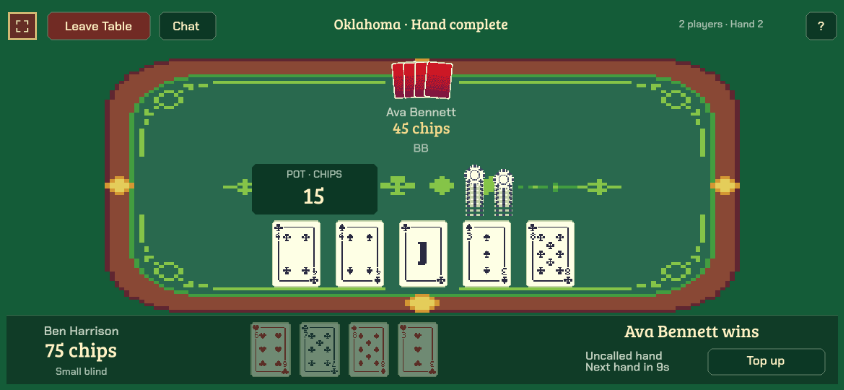 Leave Table
Chat
Oklahoma · Hand complete
2 players · Hand 2
?
Ava Bennett
45 chips
BB
POT · CHIPS
15
Ben Harrison
75 chips
Small blind
Ava Bennett wins
Uncalled hand
Next hand in 9s
Top up